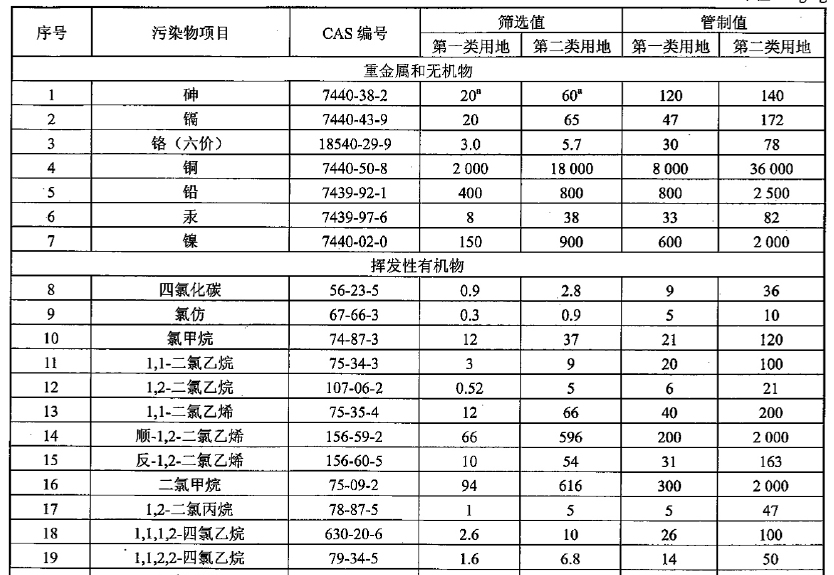 序号 污染物项目 CAS 编号 筛选值 管制值
第一类用地 第二类用地 第一类用地 第二类用地
重金属和无机物
1 砷 7440-38-2 20ᵃ 60ᵃ 120 140
2 镉 7440-43-9 20 65 47 172
3 铬（六价） 18540-29-9 3.0 5.7 30 78
4 铜 7440-50-8 2 000 18 000 8 000 36 000
5 铅 7439-92-1 400 800 800 2 500
6 汞 7439-97-6 8 38 33 82
7 镍 7440-02-0 150 900 600 2 000
挥发性有机物
8 四氯化碳 56-23-5 0.9 2.8 9 36
9 氯仿 67-66-3 0.3 0.9 5 10
10 氯甲烷 74-87-3 12 37 21 120
11 1,1-二氯乙烷 75-34-3 3 9 20 100
12 1,2-二氯乙烷 107-06-2 0.52 5 6 21
13 1,1-二氯乙烯 75-35-4 12 66 40 200
14 顺-1,2-二氯乙烯 156-59-2 66 596 200 2 000
15 反-1,2-二氯乙烯 156-60-5 10 54 31 163
16 二氯甲烷 75-09-2 94 616 300 2 000
17 1,2-二氯丙烷 78-87-5 1 5 5 47
18 1,1,1,2-四氯乙烷 630-20-6 2.6 10 26 100
19 1,1,2,2-四氯乙烷 79-34-5 1.6 6.8 14 50